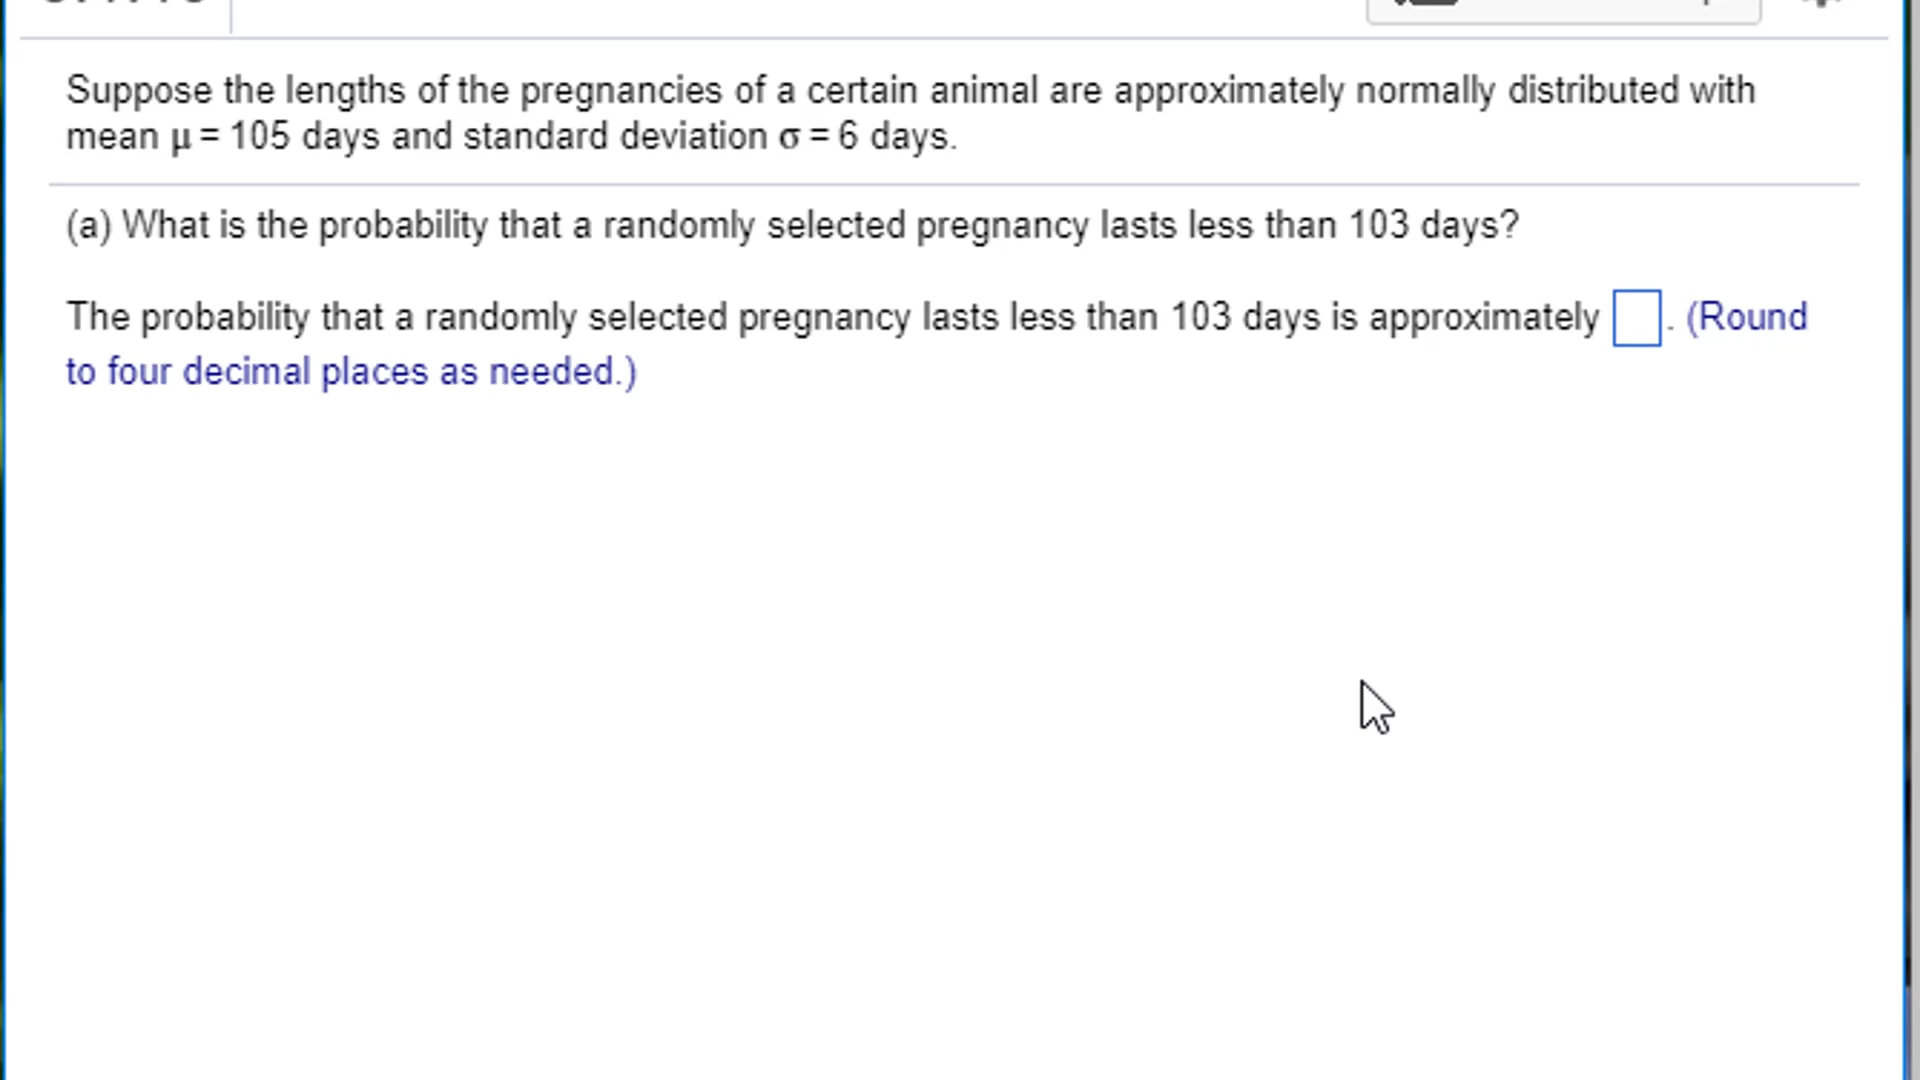 Suppose the lengths of the pregnancies of a certain animal are approximately normally distributed with
mean μ = 105 days and standard deviation σ = 6 days.
(a) What is the probability that a randomly selected pregnancy lasts less than 103 days?
The probability that a randomly selected pregnancy lasts less than 103 days is approximately . (Round
to four decimal places as needed.)